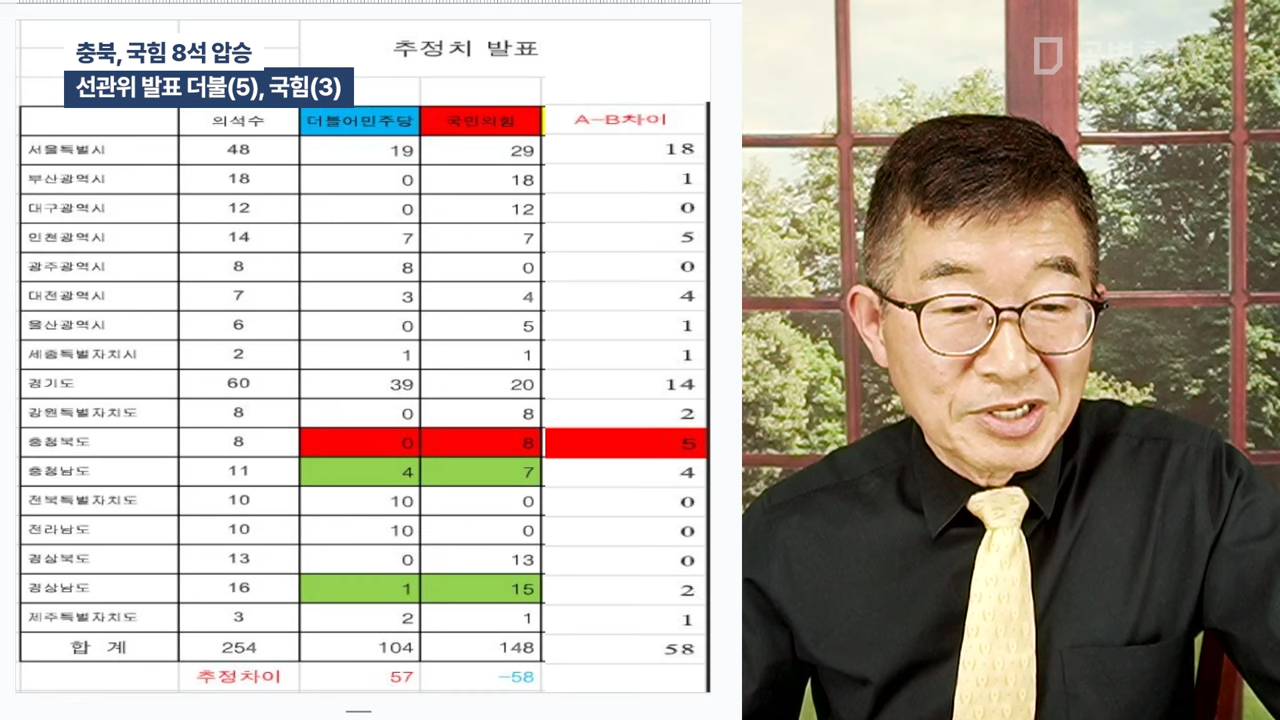 충북, 국힘 8석 압승
선관위 발표 더불(5), 국힘(3)
추정치 발표
의석수 더불어민주당 국민의힘 A-B차이
서울특별시 48 19 29 18
부산광역시 18 0 18 1
대구광역시 12 0 12 0
인천광역시 14 7 7 5
광주광역시 8 8 0 0
대전광역시 7 3 4 4
울산광역시 6 0 5 1
세종특별자치시 2 1 1 1
경기도 60 39 20 14
강원특별자치도 8 0 8 2
충청북도 8 0 8 5
충청남도 11 4 7 4
전북특별자치도 10 10 0 0
전라남도 10 10 0 0
경상북도 13 0 13 0
경상남도 16 1 15 2
제주특별자치도 3 2 1 1
합 계 254 104 148 58
추정차이 57 -58